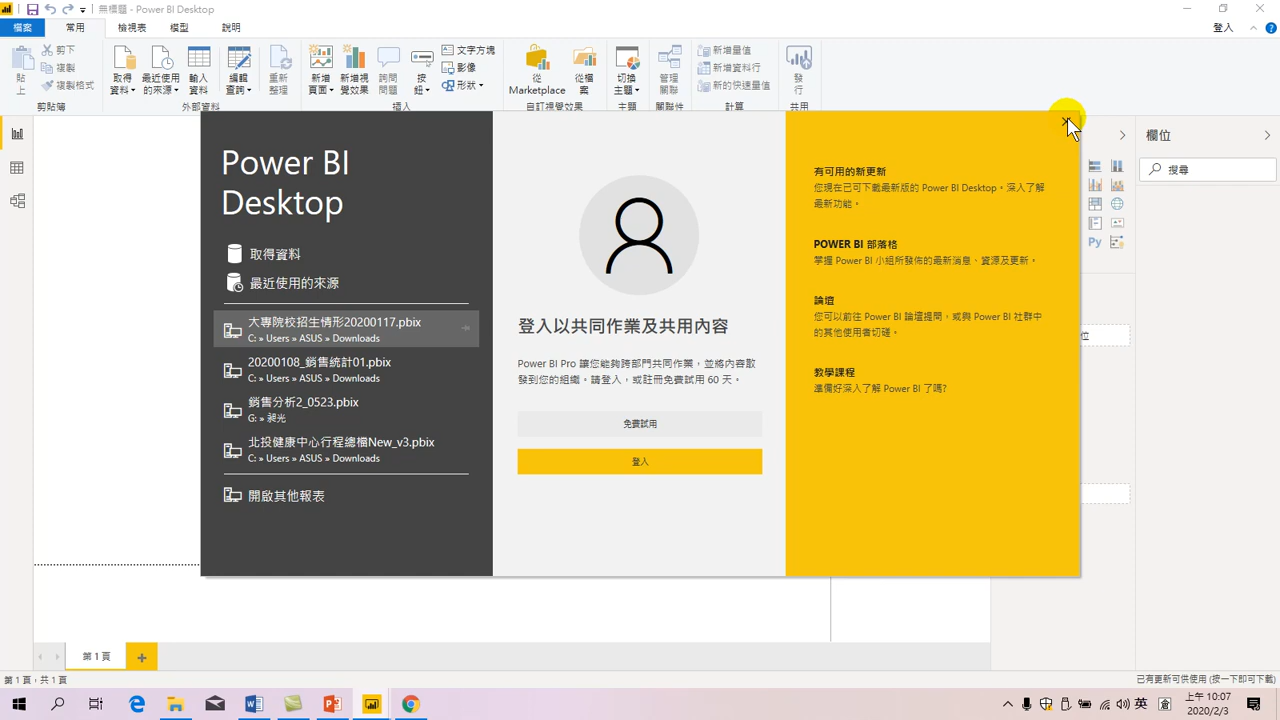 無標題 - Power BI Desktop
檔案
常用
檢視表
模型
說明
登入
貼上
剪下
複製
複製格式
剪貼簿
取得資料
最近使用的來源
輸入資料
編輯查詢
重新整理
外部資料
新增頁面
新增視覺效果
跨問問題
按鈕
文字方塊
影像
形狀
插入
從 Marketplace
從檔案
自訂視覺效果
切換主題
主題
管理關聯
關聯性
新增量值
新增資料行
新的快速量值
計算
發行
共用
Power BI
Desktop
取得資料
最近使用的來源
大專院校招生情形20200117.pbix
C: » Users » ASUS » Downloads
20200108_銷售統計01.pbix
C: » Users » ASUS » Downloads
銷售分析2_0523.pbix
G: » 昶光
北投健康中心行程總檔New_v3.pbix
C: » Users » ASUS » Downloads
開啟其他報表
登入以共同作業及共用內容
Power BI Pro 讓您能夠跨部門共同作業，並將內容散
發到您的組織。請登入，或註冊免費試用 60 天。
免費試用
登入
有可用的新更新
您現在已可下載最新版的 Power BI Desktop。深入了解
最新功能。
POWER BI 部落格
掌握 Power BI 小組所發佈的最新消息、資源及更新。
論壇
您可以前往 Power BI 論壇提問，或與 Power BI 社群中
的其他使用者切磋。
教學課程
準備好深入了解 Power BI 了嗎?
欄位
搜尋
Py
位
第 1 頁
第 1 頁，共 1 頁
已有更新可供使用 (按一下即可下載)
英
上午 10:07
2020/2/3